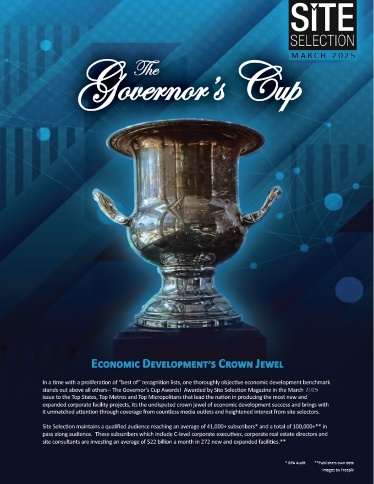 SiTE
SELECTION
MARCH 2025
The
Governor's Cup
ECONOMIC DEVELOPMENT'S CROWN JEWEL
In a time with a proliferation of "best of" recognition lists, one thoroughly objective economic development benchmark
stands out above all others– The Governor's Cup Awards! Awarded by Site Selection Magazine in the March 2025
issue to the Top States, Top Metros and Top Micropolitans that lead the nation in producing the most new and
expanded corporate facility projects, its the undisputed crown jewel of economic development success and brings with
it unmatched attention through coverage from countless media outlets and heightened interest from site selectors.
Site Selection maintains a qualified audience reaching an average of 41,000+ subscribers* and a total of 100,000+** in
pass along audience. These subscribers which include C-level corporate executives, corporate real estate directors and
site consultants are investing an average of $22 billion a month in 272 new and expanded facilities.**
* BPA Audit **Publishers own data
Images by Freepik